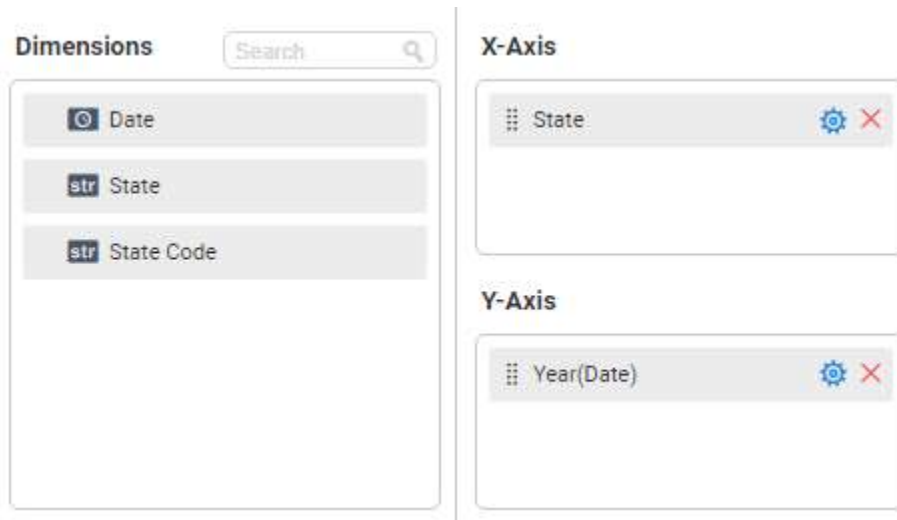 Dimensions
Search
Date
str State
str State Code
X-Axis
State
Y-Axis
Year(Date)